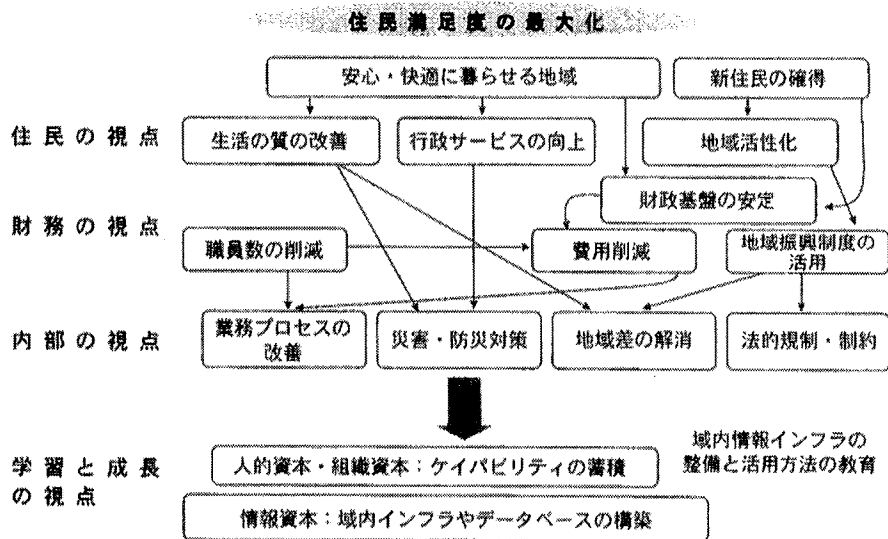 住民満足度の最大化
安心・快適に暮らせる地域
新住民の確得
住民の視点
生活の質の改善
行政サービスの向上
地域活性化
財政基盤の安定
財務の視点
職員数の削減
費用削減
地域振興制度の
活用
内部の視点
業務プロセスの
改善
災害・防災対策
地域差の解消
法的規制・制約
学習と成長
の視点
人的資本・組織資本：ケイパビリティの蓄積
域内情報インフラの
整備と活用方法の教育
情報資本：域内インフラやデータベースの構築